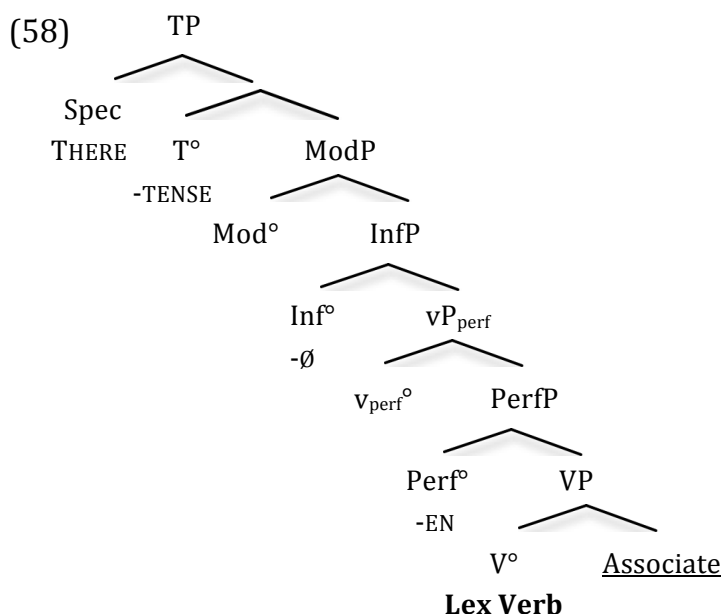 (58) TP
Spec
THERE T° ModP
-TENSE
Mod° InfP
Inf° vPperf
-Ø
vperf° PerfP
Perf° VP
-EN
V° Associate
Lex Verb